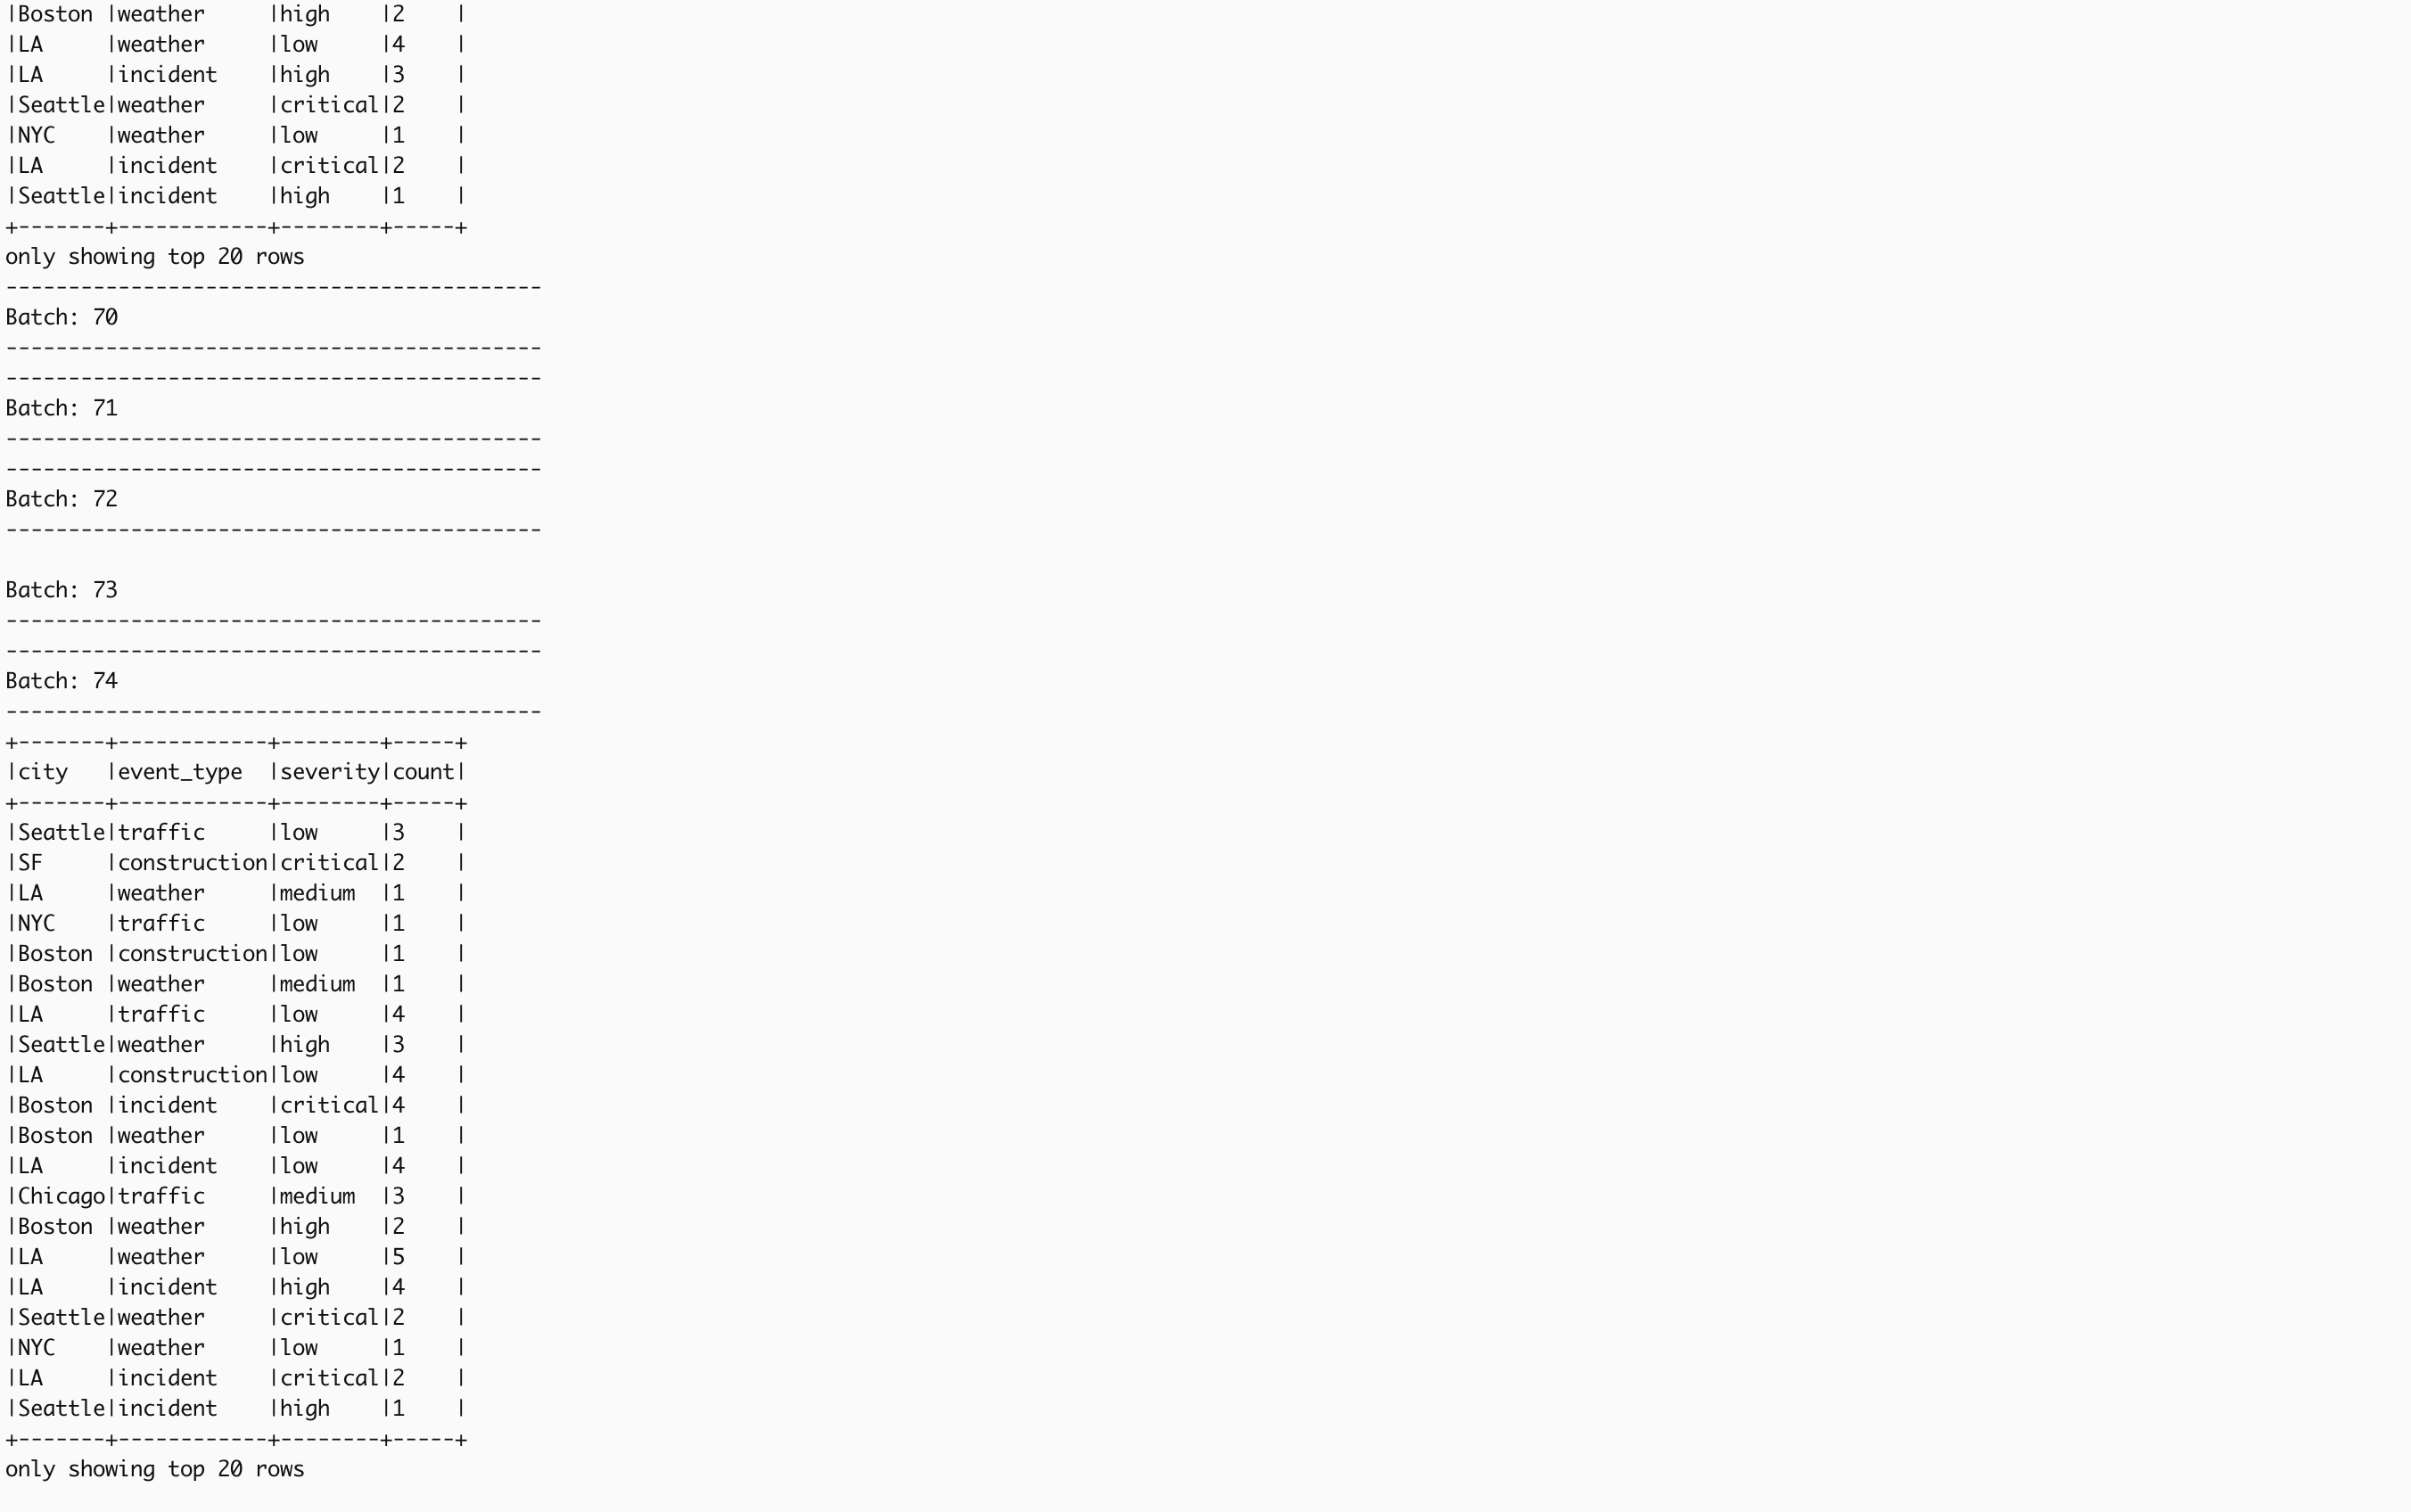 |Boston |weather     |high    |2    |
|LA     |weather     |low     |4    |
|LA     |incident    |high    |3    |
|Seattle|weather     |critical|2    |
|NYC    |weather     |low     |1    |
|LA     |incident    |critical|2    |
|Seattle|incident    |high    |1    |
+-------+------------+--------+-----+
only showing top 20 rows
-------------------------------------------
Batch: 70
-------------------------------------------
-------------------------------------------
Batch: 71
-------------------------------------------
-------------------------------------------
Batch: 72
-------------------------------------------

Batch: 73
-------------------------------------------
-------------------------------------------
Batch: 74
-------------------------------------------
+-------+------------+--------+-----+
|city   |event_type  |severity|count|
+-------+------------+--------+-----+
|Seattle|traffic     |low     |3    |
|SF     |construction|critical|2    |
|LA     |weather     |medium  |1    |
|NYC    |traffic     |low     |1    |
|Boston |construction|low     |1    |
|Boston |weather     |medium  |1    |
|LA     |traffic     |low     |4    |
|Seattle|weather     |high    |3    |
|LA     |construction|low     |4    |
|Boston |incident    |critical|4    |
|Boston |weather     |low     |1    |
|LA     |incident    |low     |4    |
|Chicago|traffic     |medium  |3    |
|Boston |weather     |high    |2    |
|LA     |weather     |low     |5    |
|LA     |incident    |high    |4    |
|Seattle|weather     |critical|2    |
|NYC    |weather     |low     |1    |
|LA     |incident    |critical|2    |
|Seattle|incident    |high    |1    |
+-------+------------+--------+-----+
only showing top 20 rows